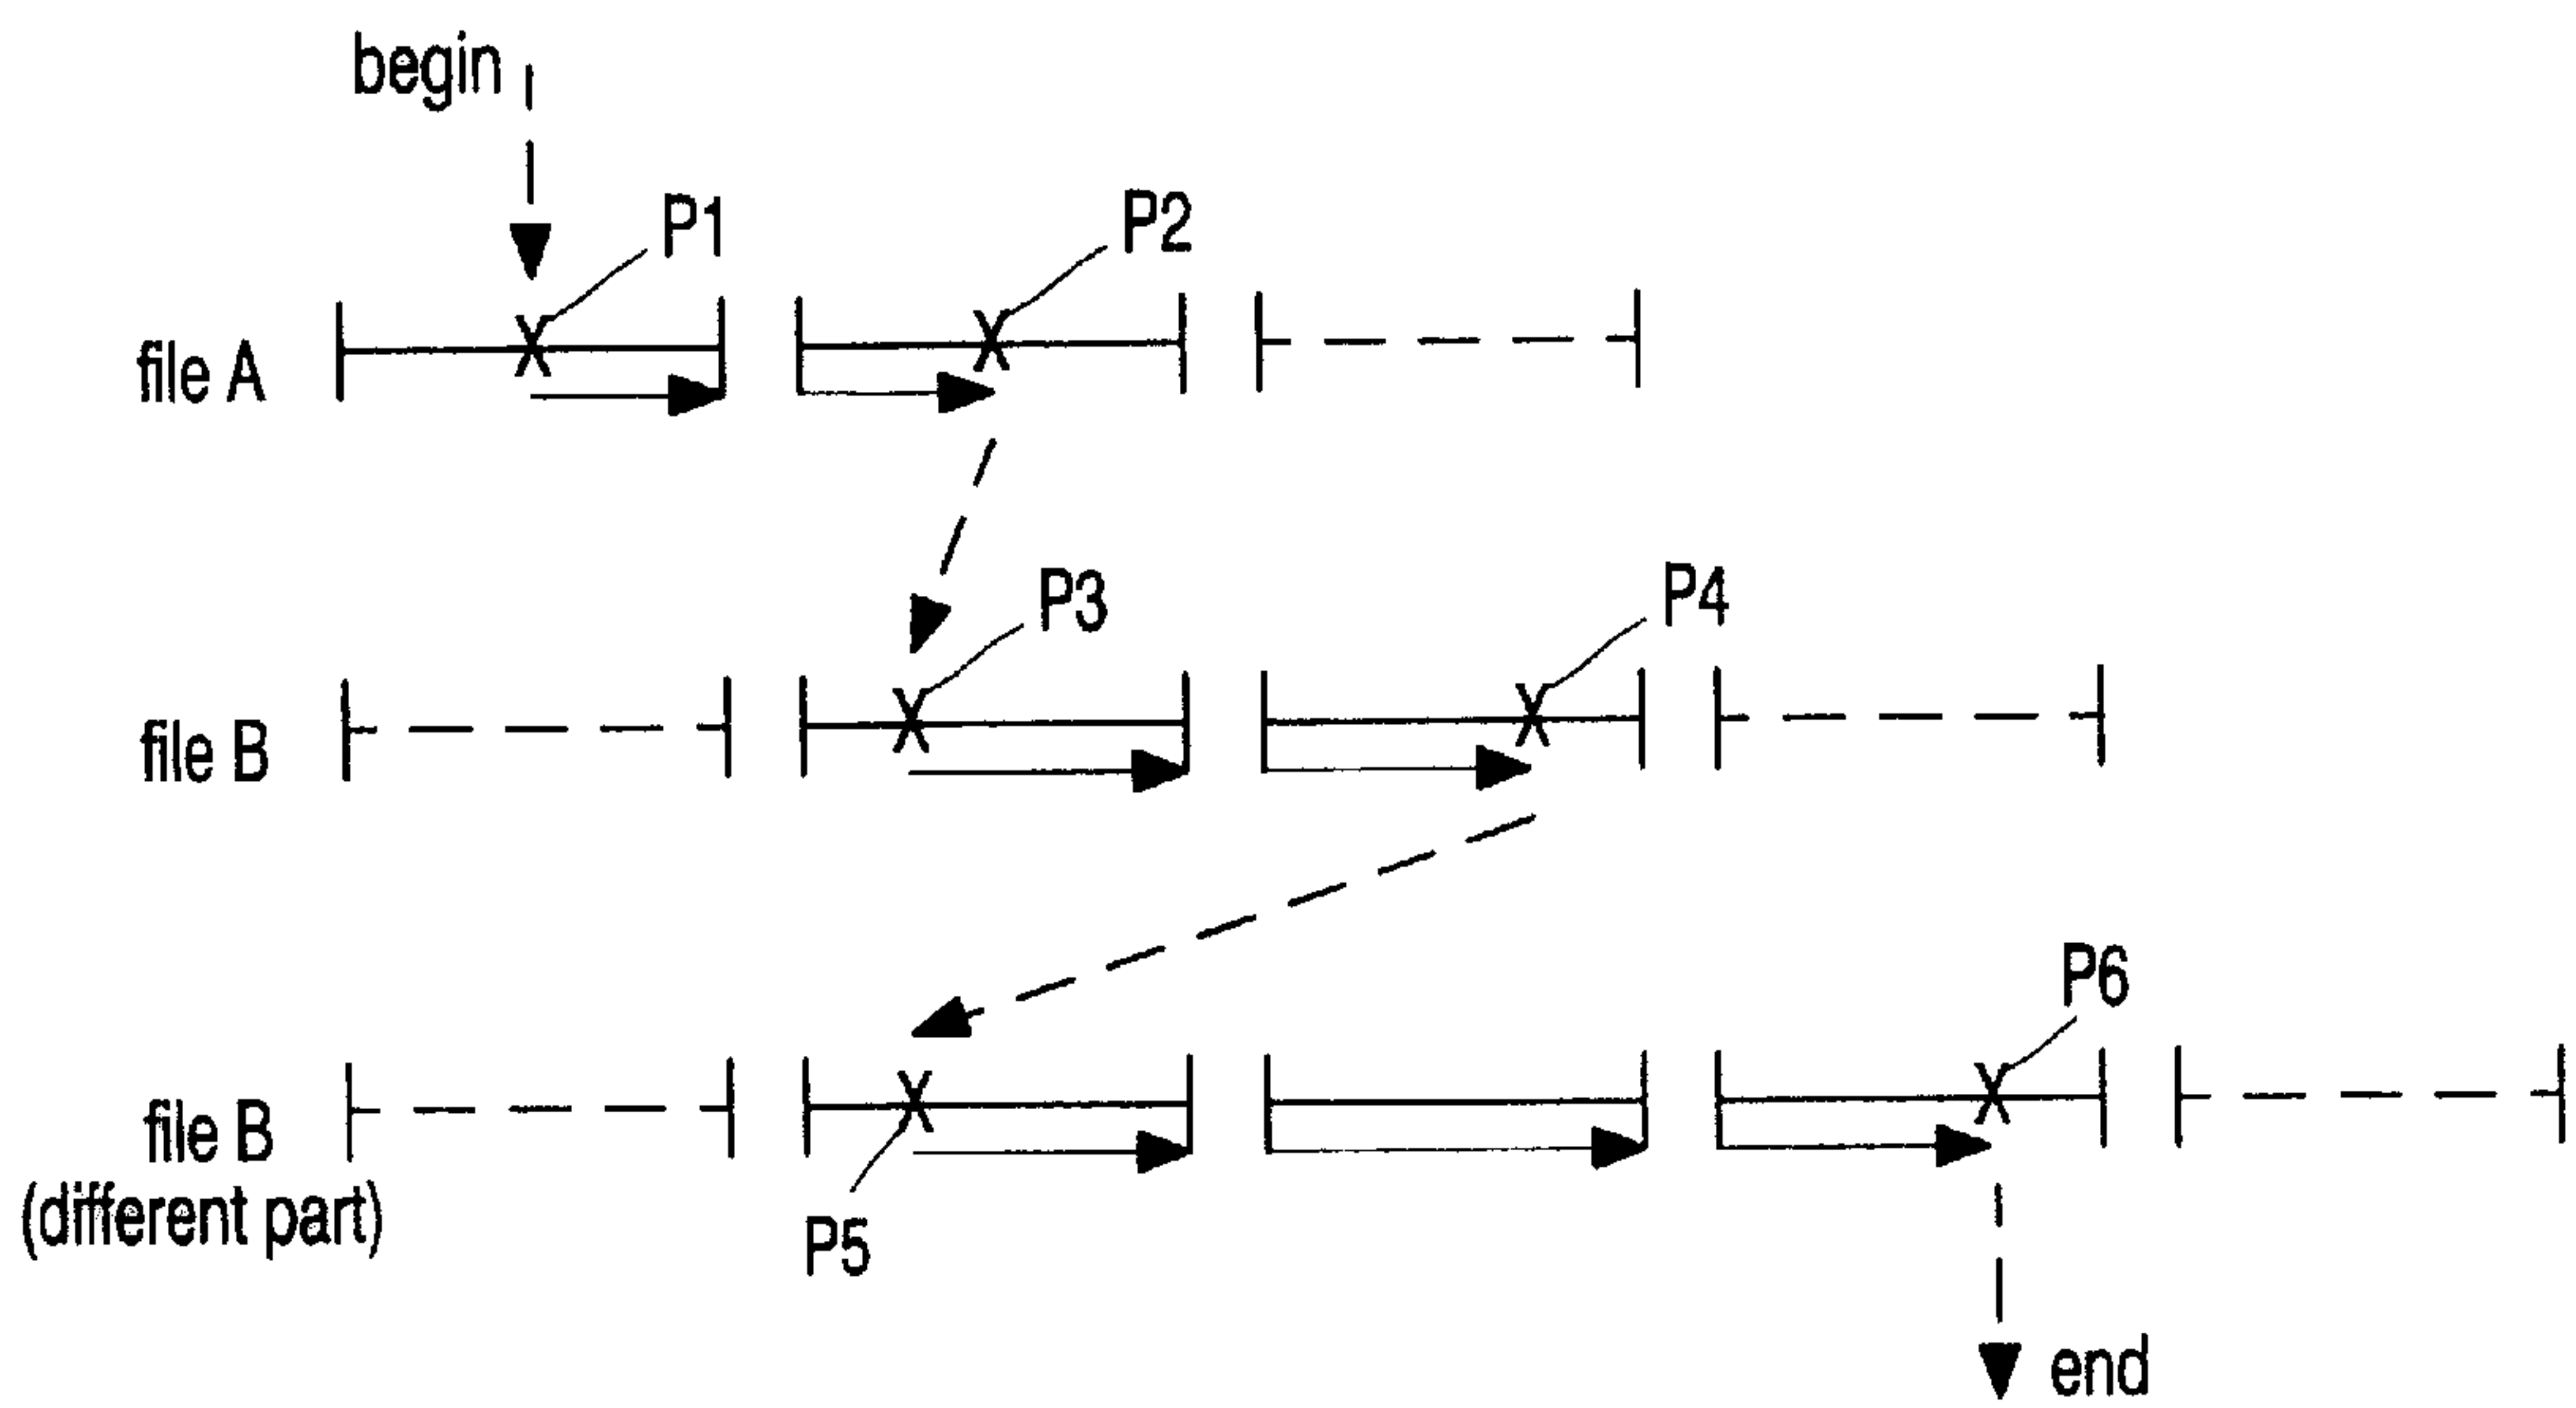 begin
P1
P2
file A
P3
P4
file B
P6
file B
(different part)
P5
end